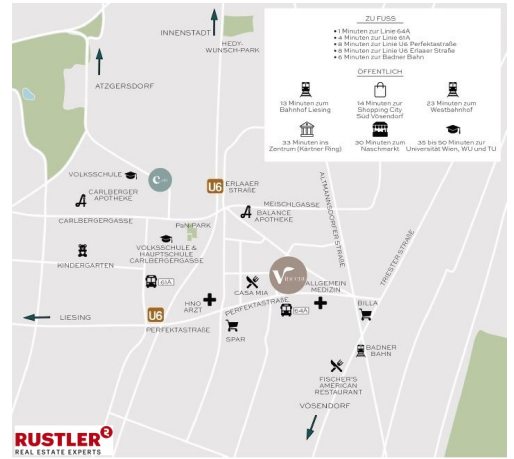 INNENSTADT
HEDY-
WUNSCH-PARK
ATZGERSDORF
ZU FUSS
• 1 Minuten zur Linie 64A
• 4 Minuten zur Linie 61A
• 8 Minuten zur Linie U6 Perfektastraße
• 8 Minuten zur Linie U6 Erlaaer Straße
• 6 Minuten zur Badner Bahn
ÖFFENTLICH
13 Minuten zum
Bahnhof Liesing
14 Minuten zur
Shopping City
Süd Vösendorf
23 Minuten zum
Westbahnhof
33 Minuten ins
Zentrum (Kärtner Ring)
30 Minuten zum
Naschmarkt
35 bis 50 Minuten zur
Universität Wien, WU und TU
VOLKSSCHULE
CARLBERGER
APOTHEKE
U6
ERLAAER
STRAßE
MEISCHLGASSE
BALANCE
APOTHEKE
ALTMANNSDORFER
STRAßE
TRIESTER STRAßE
CARLBERGERGASSE
PaN PARK
KINDERGARTEN
VOLKSSCHULE &
HAUPTSCHULE
CARLBERGERGASSE
61A
HNO
ARZT
CASA MIA
PERFEKTASTRAßE
ALLGEMEIN
MEDIZIN
64A
BILLA
LIESING
U6
PERFEKTASTRAßE
SPAR
BADNER
BAHN
FISCHER'S
AMERICAN
RESTAURANT
VÖSENDORF
RUSTLER
REAL ESTATE EXPERTS